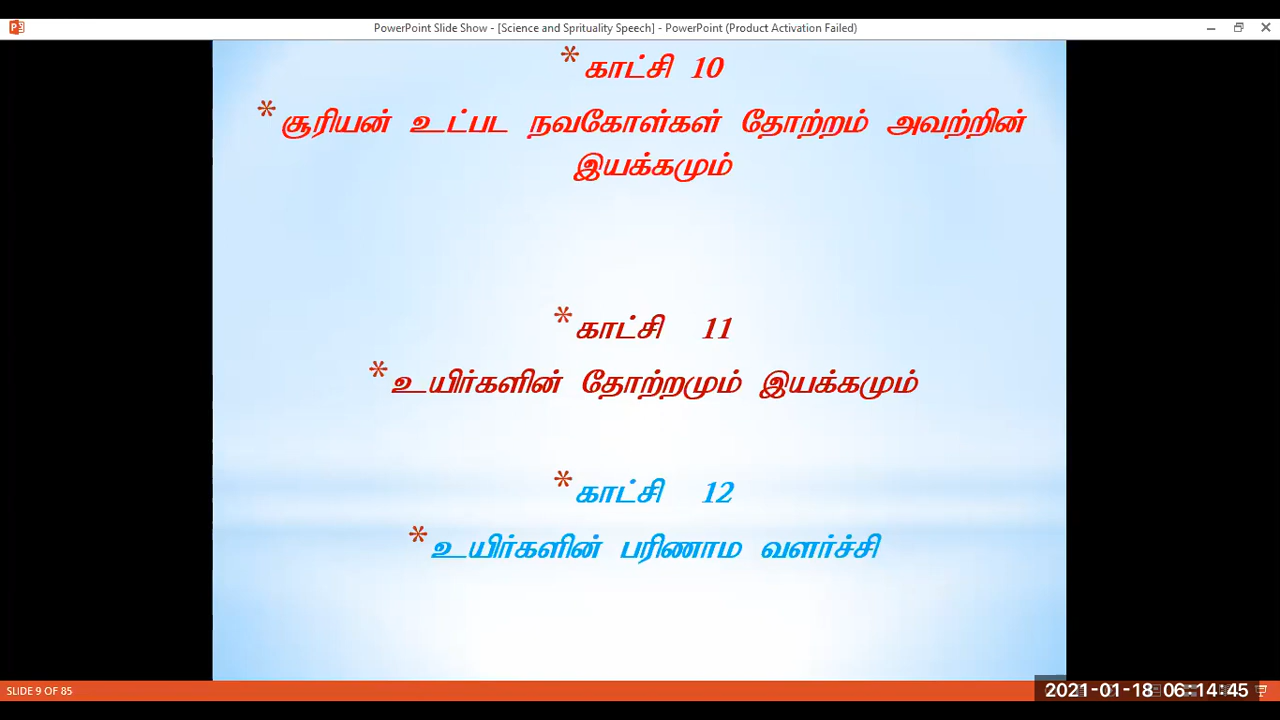 PowerPoint Slide Show - [Science and Sprituality Speech] - PowerPoint (Product Activation Failed)
* காட்சி 10
* சூரியன் உட்பட நவகோள்கள் தோற்றம் அவற்றின்
இயக்கமும்
* காட்சி 11
* உயிர்களின் தோற்றமும் இயக்கமும்
* காட்சி 12
* உயிர்களின் பரிணாம வளர்ச்சி
SLIDE 9 OF 85
2021-01-18 06:14:45